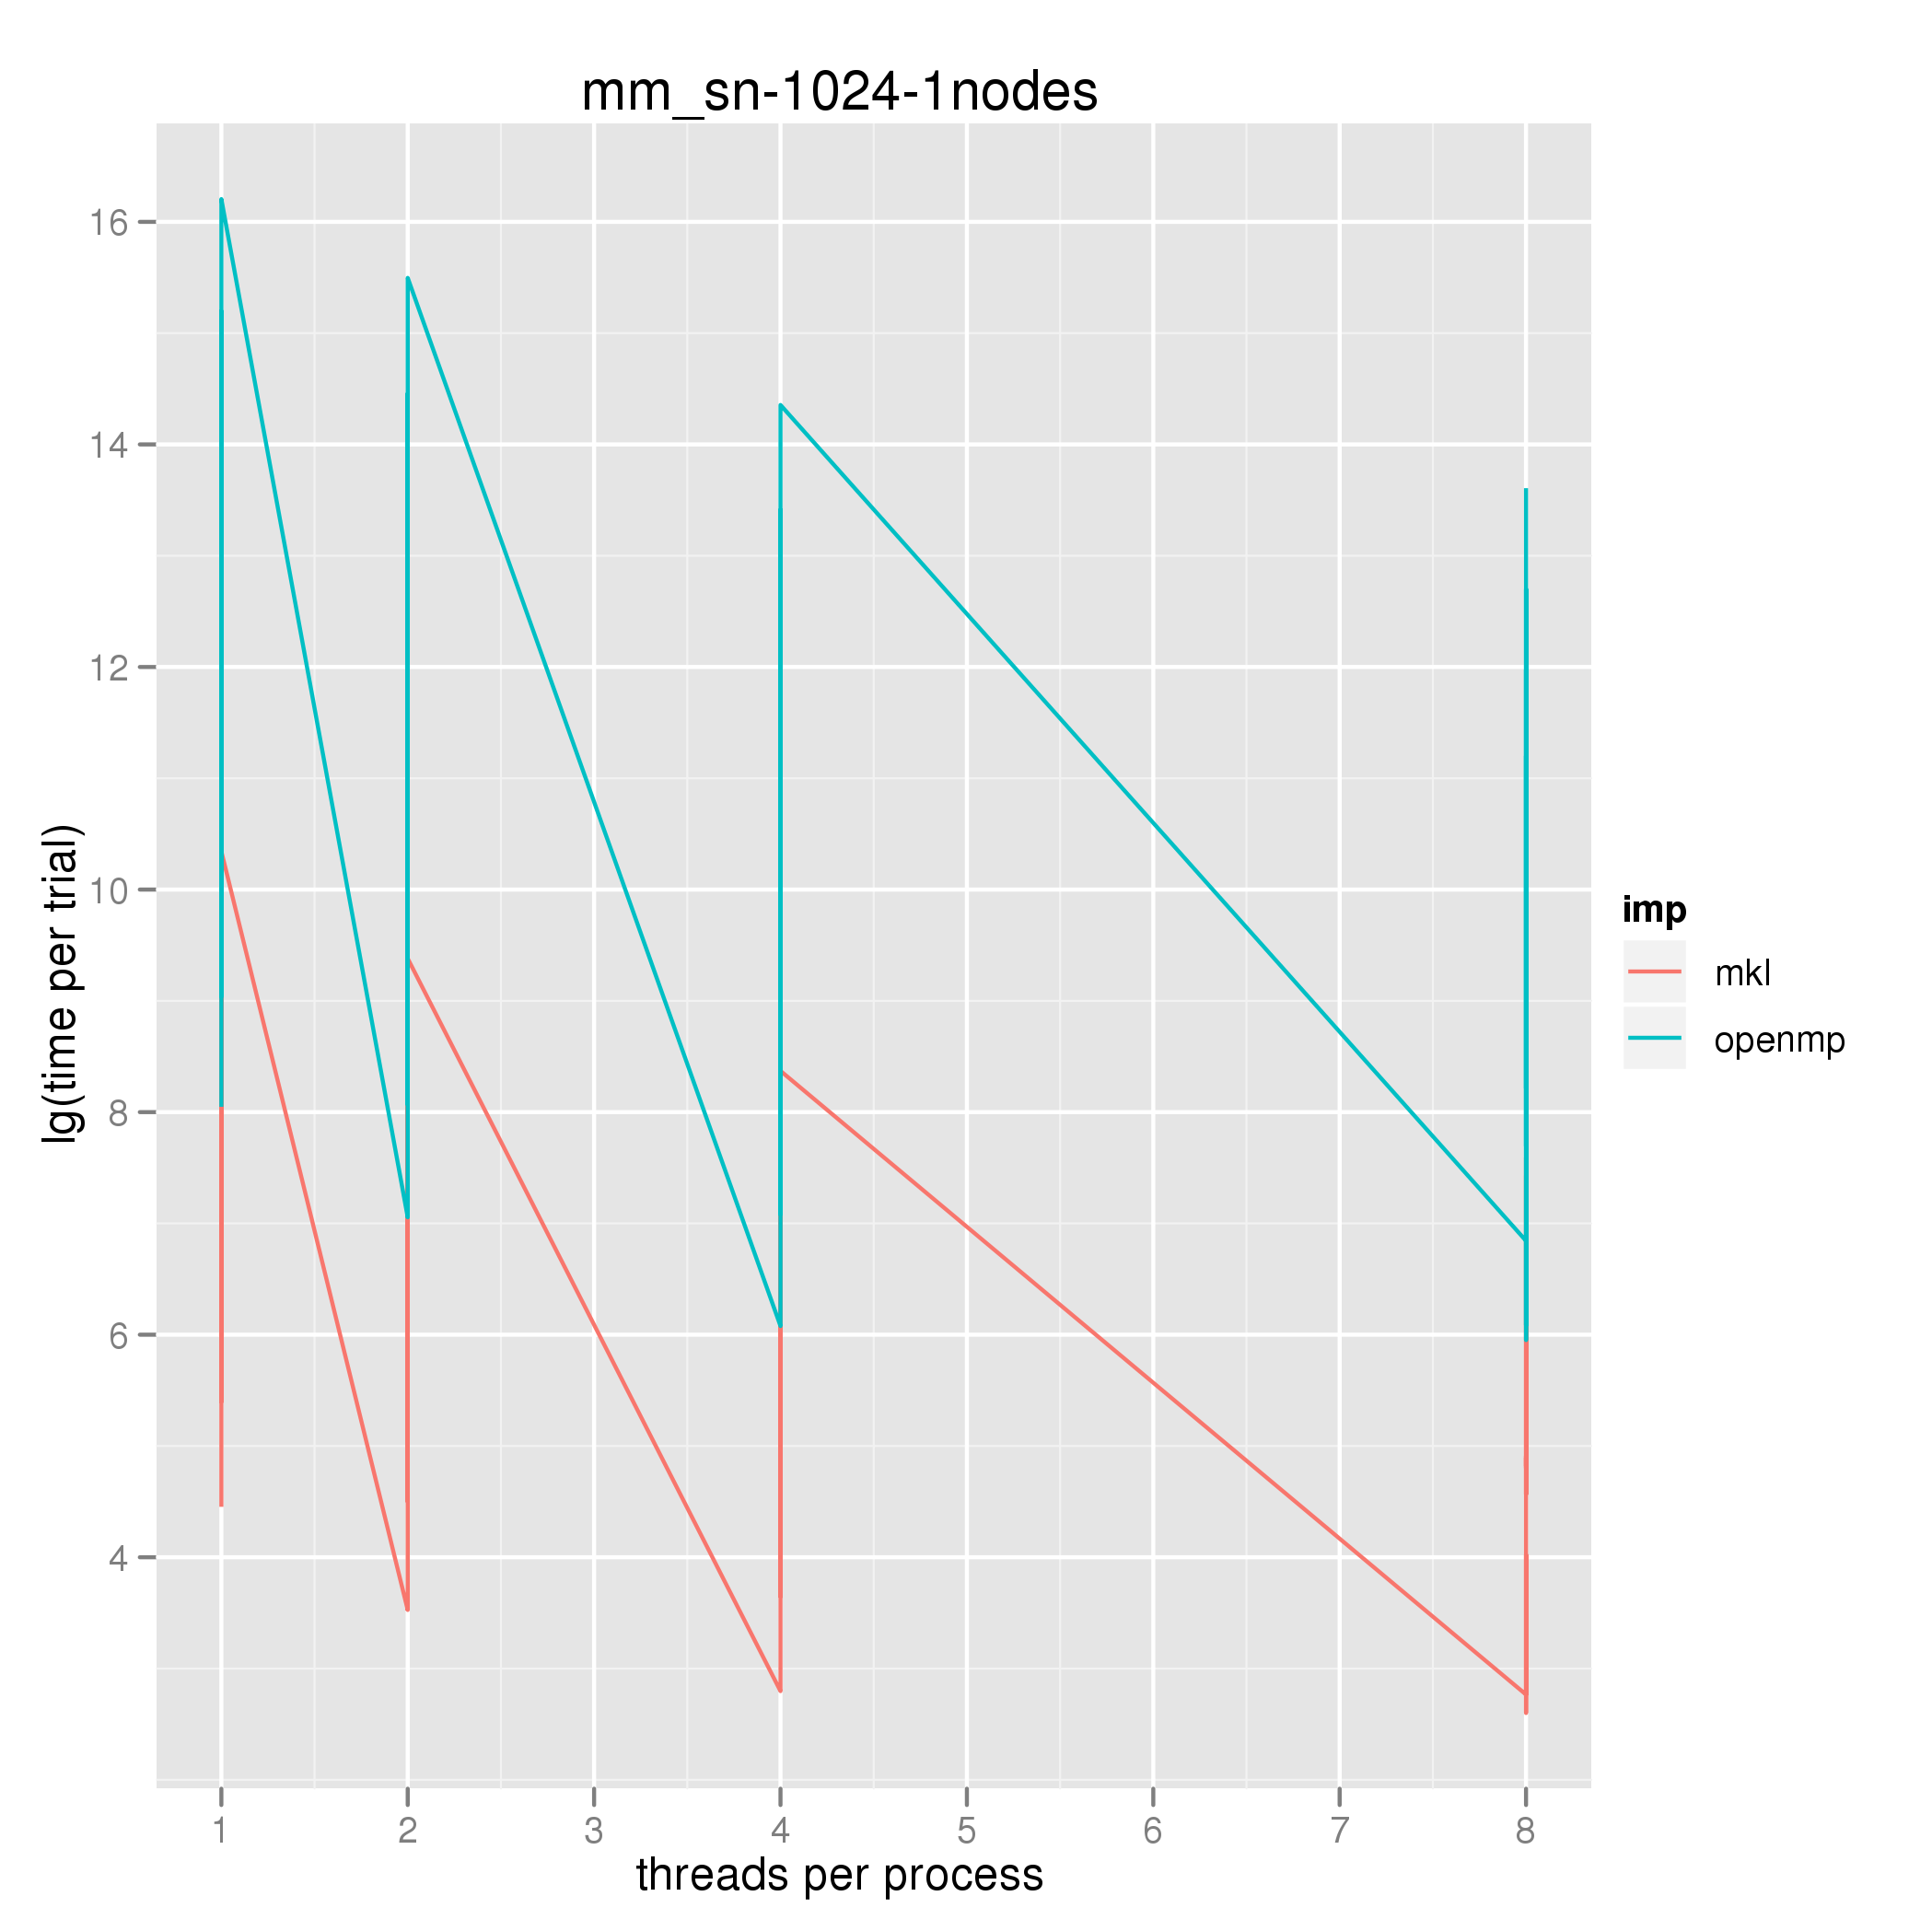 mm_sn-1024-1nodes
lg(time per trial)
16
14
12
10
8
6
4
1 2 3 4 5 6 7 8
threads per process
imp
mkl
openmp